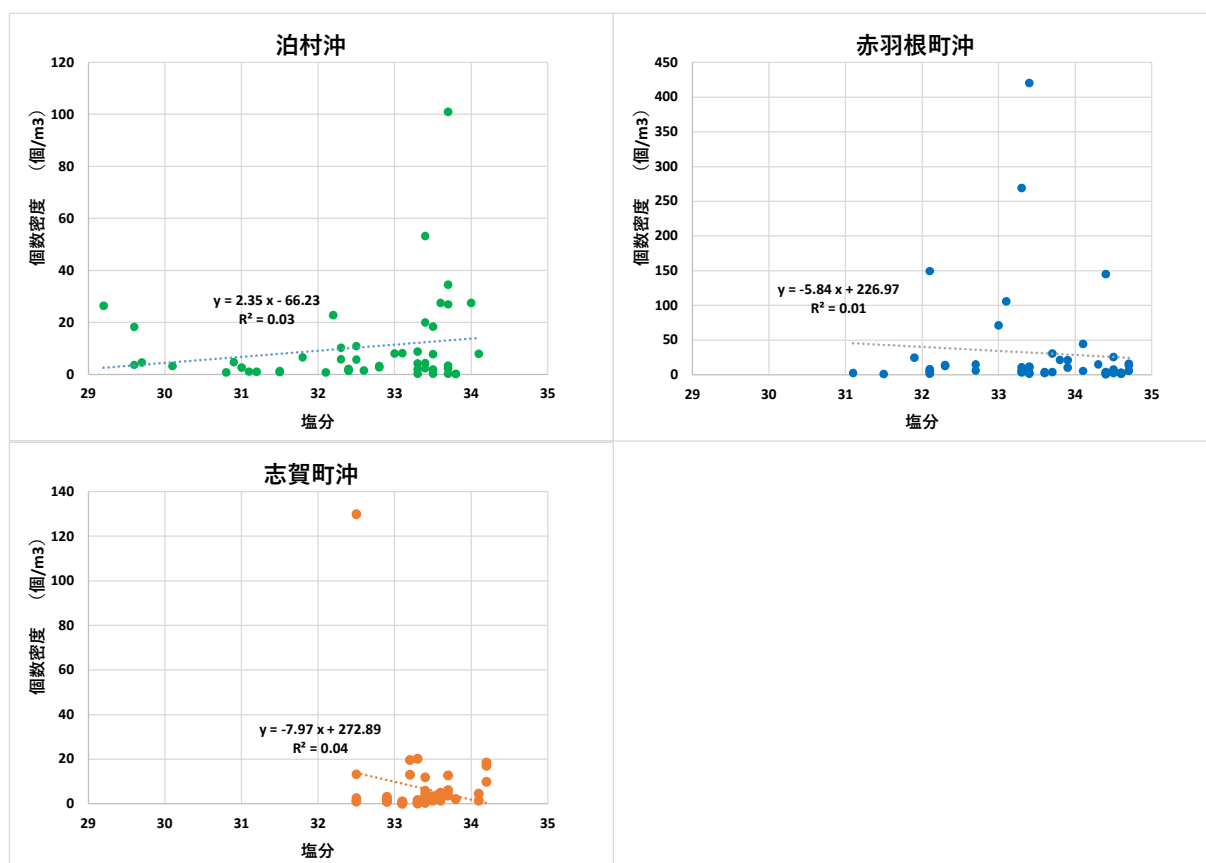 泊村沖
120
100
80
60
40
20
0
個数密度 (個/m3)
y = 2.35 x - 66.23
R² = 0.03
29 30 31 32 33 34 35
塩分
赤羽根町沖
450
400
350
300
250
200
150
100
50
0
個数密度 (個/m3)
y = -5.84 x + 226.97
R² = 0.01
29 30 31 32 33 34 35
塩分
志賀町沖
140
120
100
80
60
40
20
0
個数密度 (個/m3)
y = -7.97 x + 272.89
R² = 0.04
29 30 31 32 33 34 35
塩分